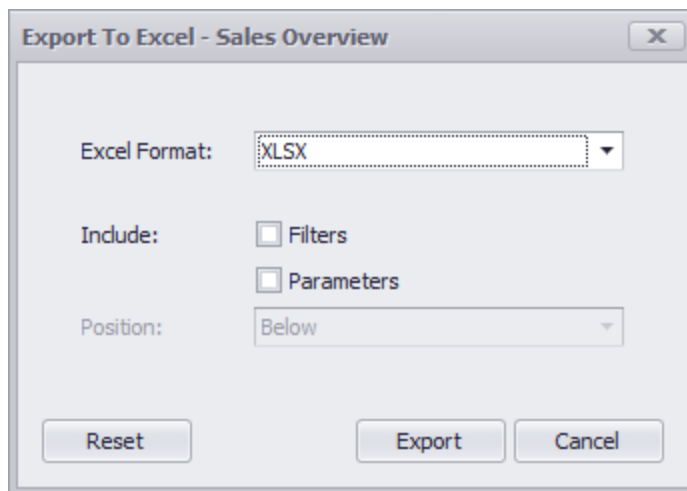 Export To Excel - Sales Overview
Excel Format: XLSX
Include: Filters
Parameters
Position: Below
Reset Export Cancel